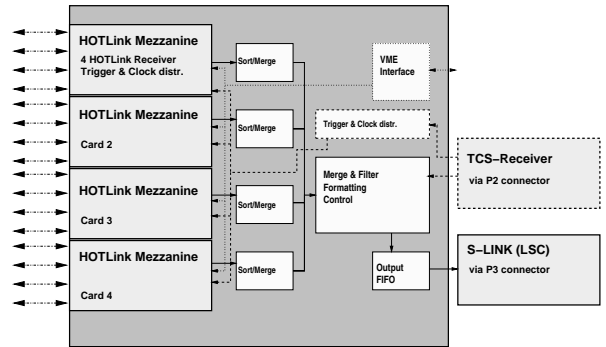 HOTLink Mezzanine
4 HOTLink Receiver
Trigger & Clock distr.
Sort/Merge
VME
Interface
HOTLink Mezzanine
Card 2
Sort/Merge
Trigger & Clock distr.
TCS-Receiver
via P2 connector
HOTLink Mezzanine
Card 3
Sort/Merge
Merge & Filter
Formatting
Control
HOTLink Mezzanine
Card 4
Sort/Merge
Output
FIFO
S-LINK (LSC)
via P3 connector